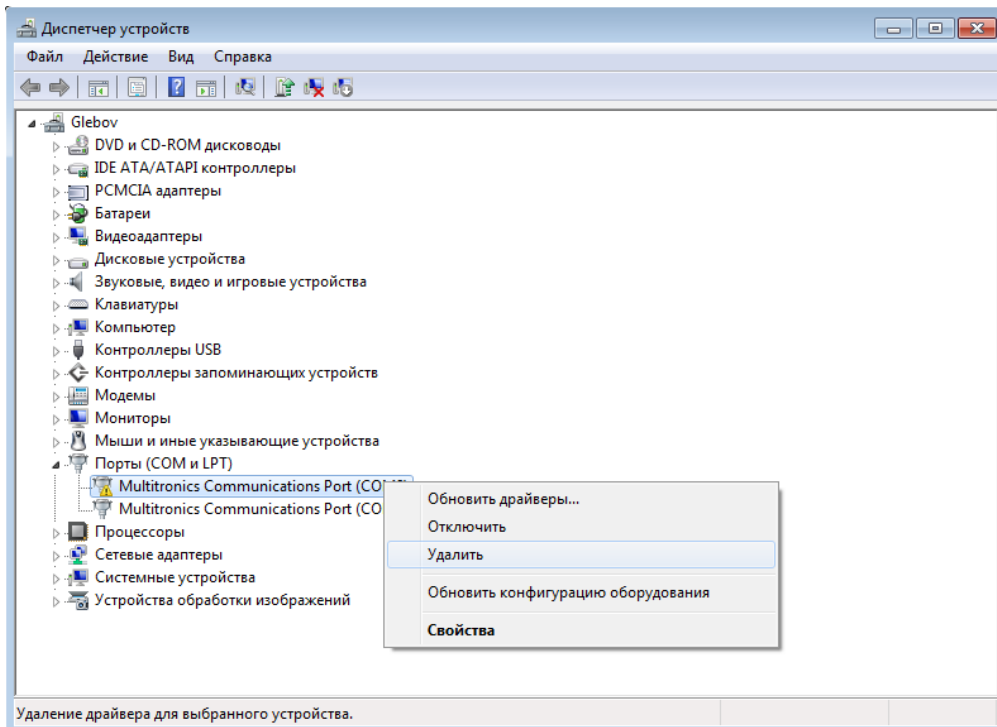 Диспетчер устройств
Файл Действие Вид Справка
Glebov
DVD и CD-ROM дисководы
IDE ATA/ATAPI контроллеры
PCMCIA адаптеры
Батареи
Видеоадаптеры
Дисковые устройства
Звуковые, видео и игровые устройства
Клавиатуры
Компьютер
Контроллеры USB
Контроллеры запоминающих устройств
Модемы
Мониторы
Мыши и иные указывающие устройства
Порты (COM и LPT)
Multitronics Communications Port
Multitronics Communications Port (CO
Процессоры
Сетевые адаптеры
Системные устройства
Устройства обработки изображений
Обновить драйверы...
Отключить
Удалить
Обновить конфигурацию оборудования
Свойства
Удаление драйвера для выбранного устройства.